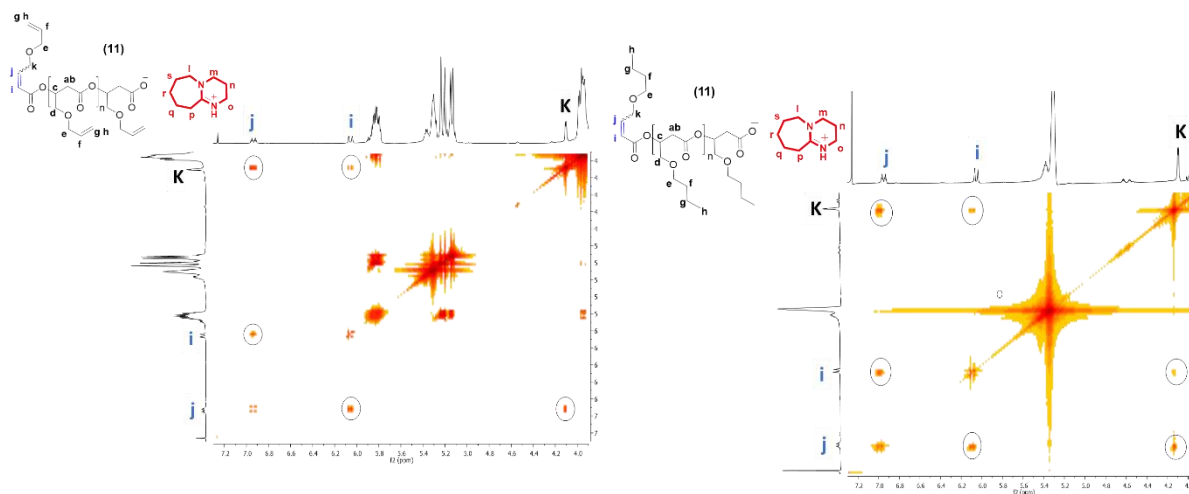 g h
f
e
O
k
j
i
O
(11)
ab
c
O
O
O
O
O
d
n
O
O
e
g h
f
l
m
s
N
n
r
+
N
H
o
q
p
j
i
K
K
i
j
7.2 7.0 6.8 6.6 6.4 6.2 6.0 5.8 5.6 5.4 5.2 5.0 4.8 4.6 4.4 4.2 4.0
f2 (ppm)
h
g
f
e
O
k
j
i
O
(11)
ab
c
O
O
O
O
O
d
n
O
O
e
f
g
h
l
m
s
N
n
r
+
N
H
o
q
p
j
i
K
K
i
j
7.2 7.0 6.8 6.6 6.4 6.2 6.0 5.8 5.6 5.4 5.2 5.0 4.8 4.6 4.4 4.2
f2 (ppm)